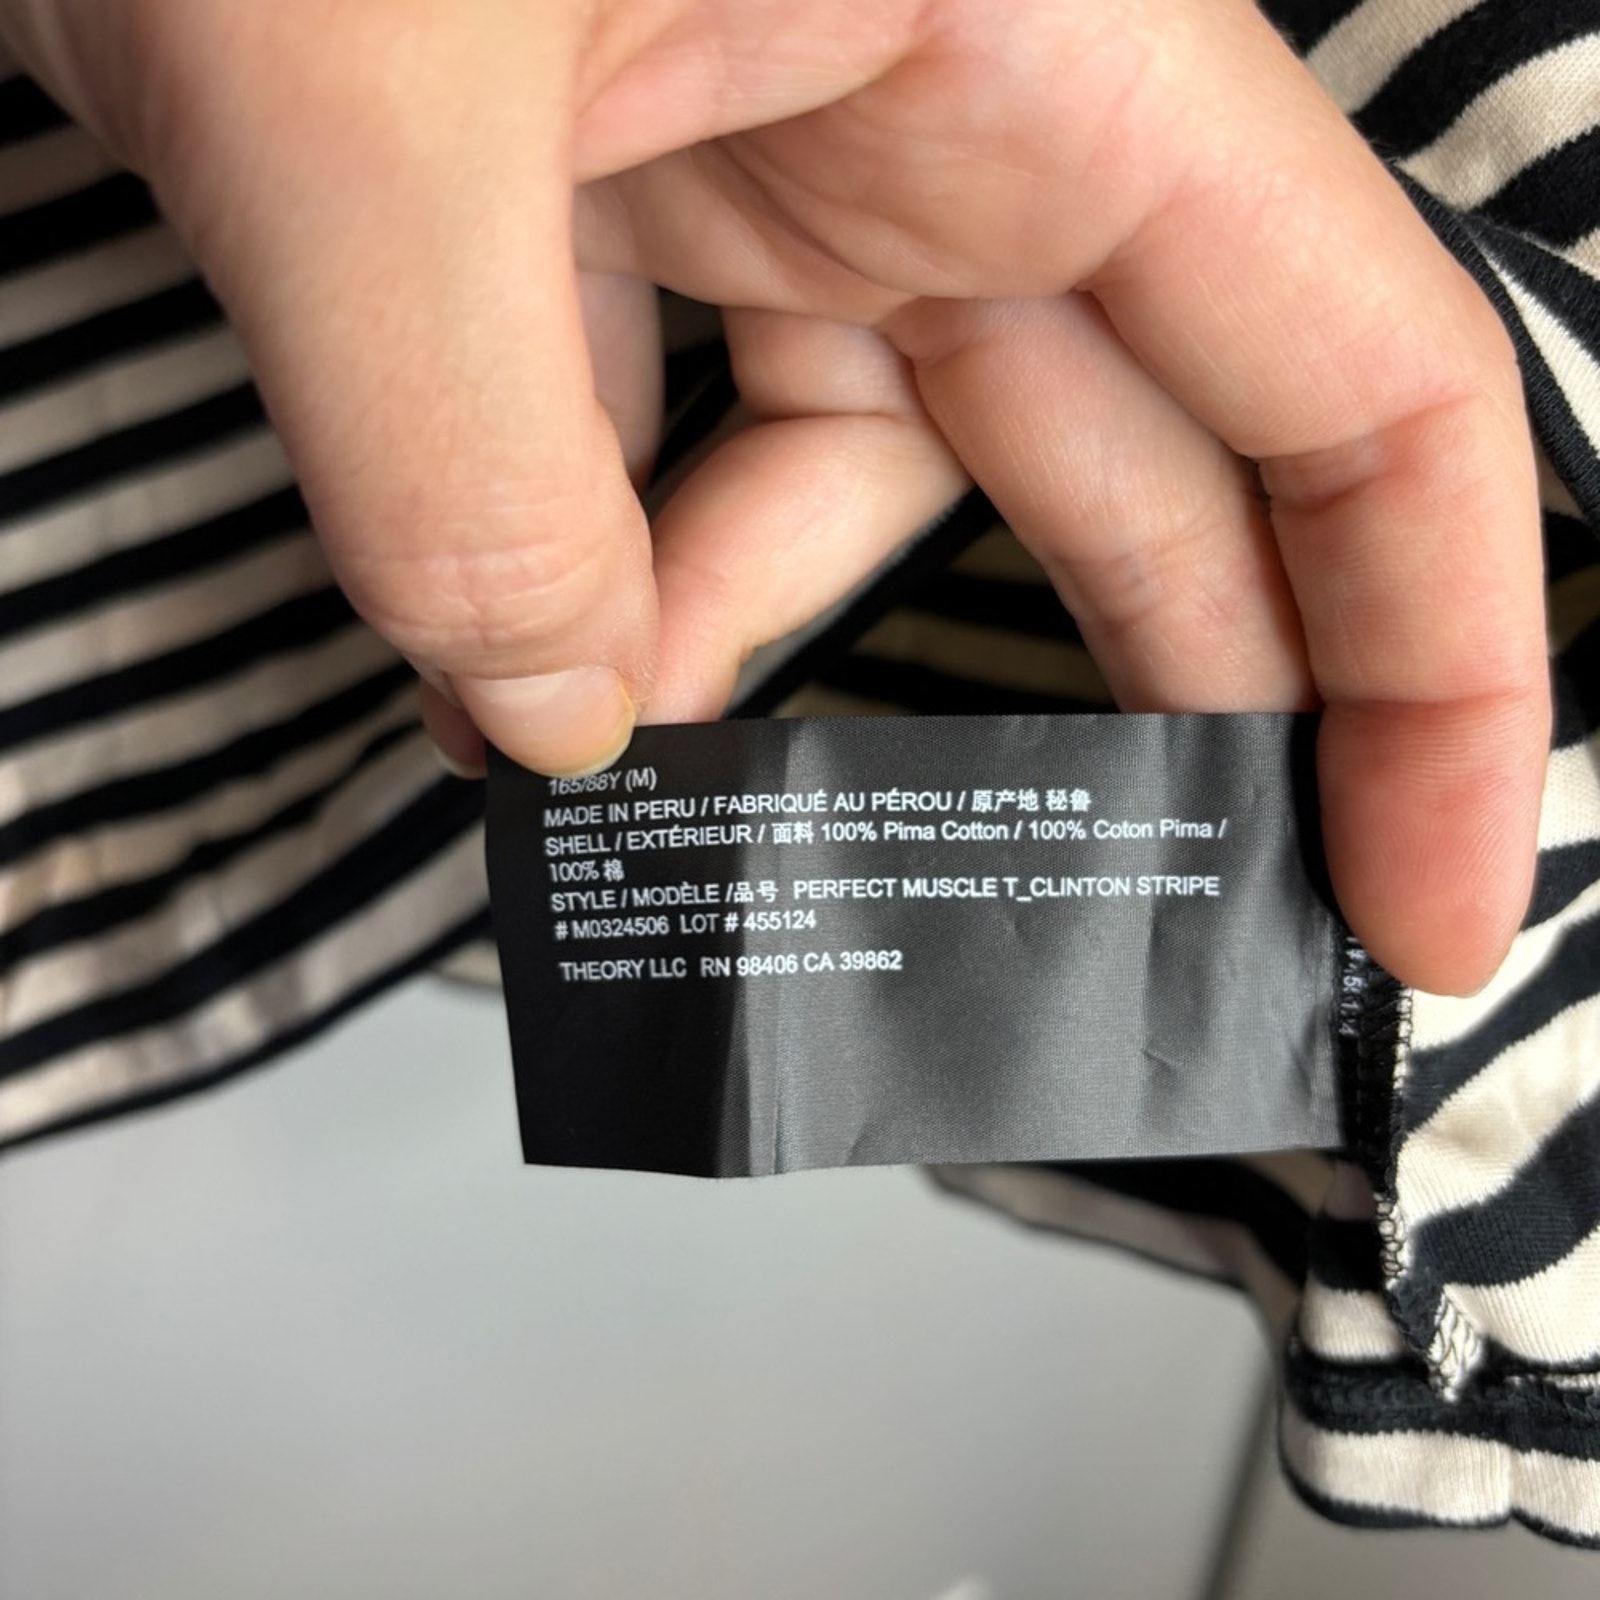 165/88Y (M)
MADE IN PERU / FABRIQUÉ AU PÉROU / 原产地 秘鲁
SHELL / EXTÉRIEUR / 面料 100% Pima Cotton / 100% Coton Pima /
100% 棉
STYLE / MODÈLE /品号 PERFECT MUSCLE T_CLINTON STRIPE
# M0324506 LOT # 455124
THEORY LLC RN 98406 CA 39862